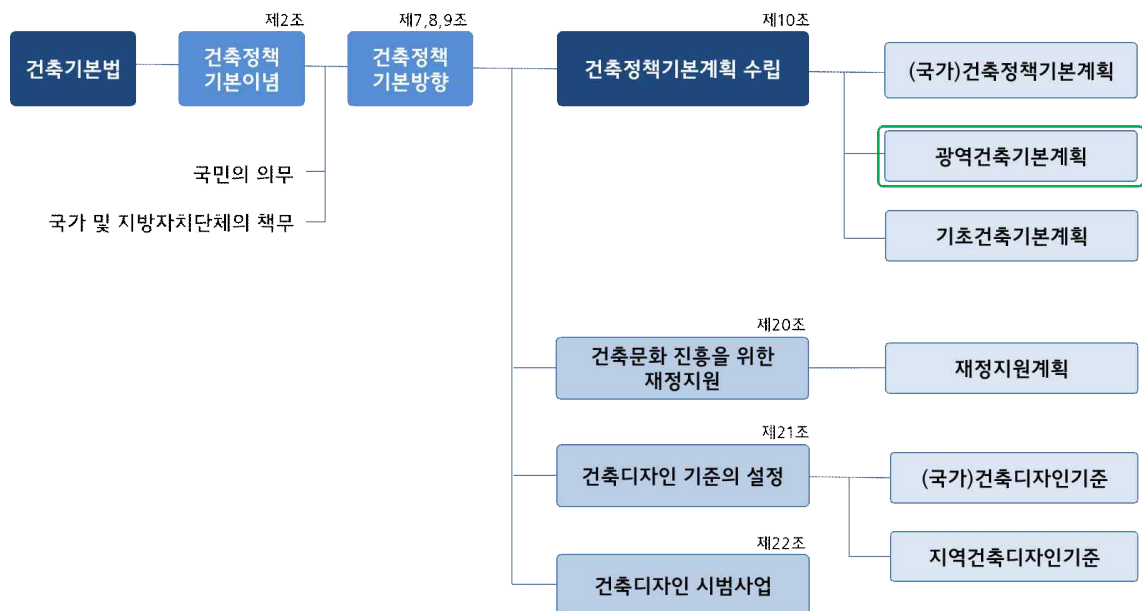 제2조
제7,8,9조
제10조
건축기본법
건축정책
기본이념
건축정책
기본방향
건축정책기본계획 수립
(국가)건축정책기본계획
광역건축기본계획
국민의 의무
국가 및 지방자치단체의 책무
기초건축기본계획
제20조
건축문화 진흥을 위한
재정지원
재정지원계획
제21조
건축디자인 기준의 설정
(국가)건축디자인기준
제22조
지역건축디자인기준
건축디자인 시범사업